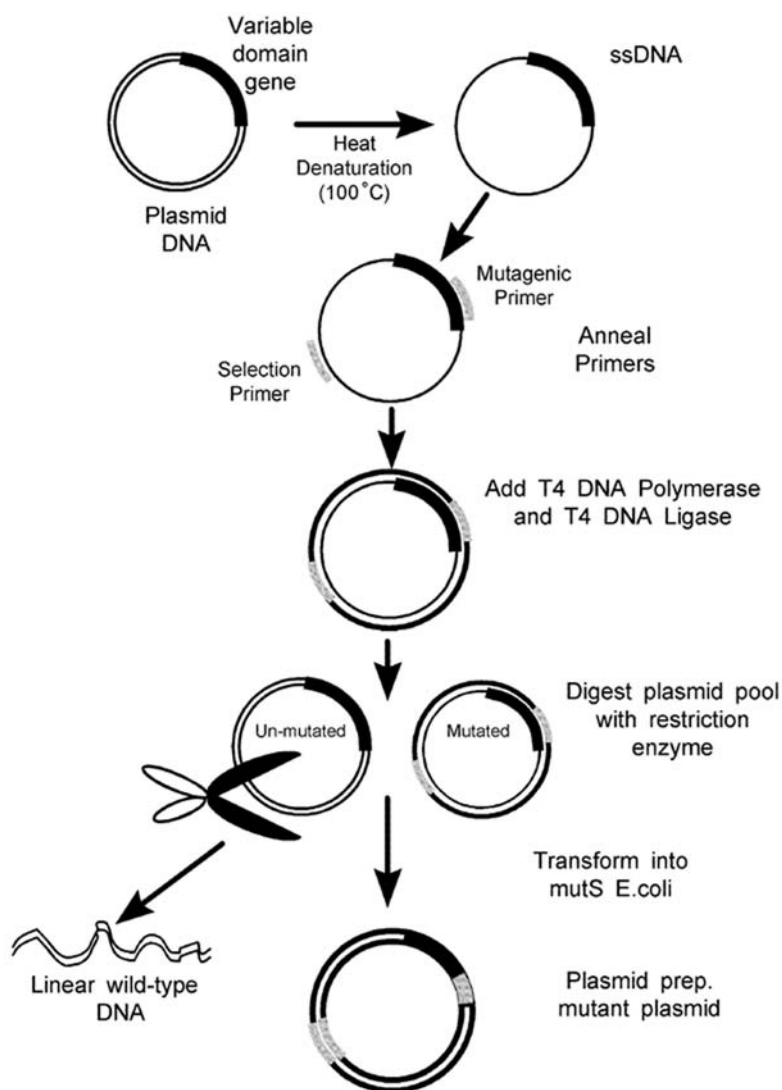 Variable
domain
gene
ssDNA
Heat
Denaturation
(100°C)
Plasmid
DNA
Mutagenic
Primer
Anneal
Primers
Selection
Primer
Add T4 DNA Polymerase
and T4 DNA Ligase
Digest plasmid pool
with restriction
enzyme
Un-mutated
Mutated
Transform into
mutS E.coli
Linear wild-type
DNA
Plasmid prep.
mutant plasmid